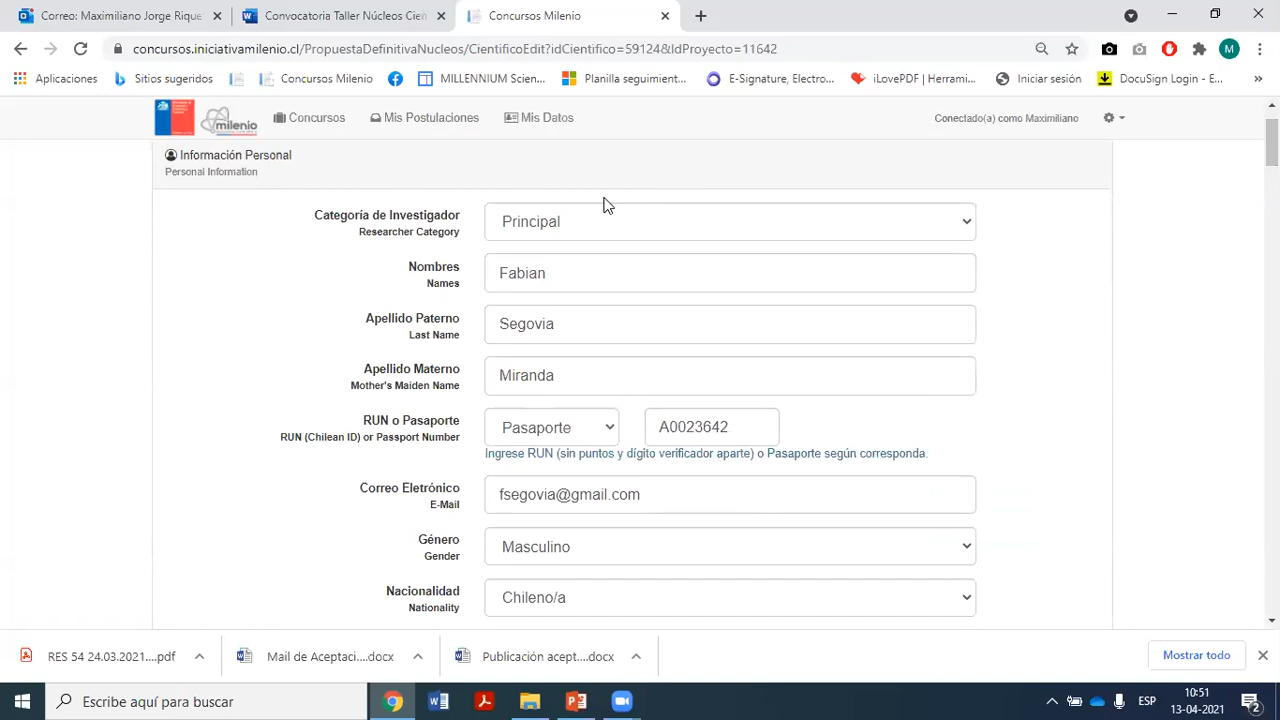 Correo: Maximiliano Jorge Rique
Convocatoria Taller Núcleos Cien
Concursos Milenio
concursos.iniciativamilenio.cl/PropuestaDefinitivaNucleos/CientificoEdit?idCientifico=59124&IdProyecto=11642
M
Aplicaciones
Sitios sugeridos
Concursos Milenio
MILLENNIUM Scien...
Planilla seguimient...
E-Signature, Electro...
iLovePDF | Herrami...
Iniciar sesión
DocuSign Login - E...
»
milenio
Concursos
Mis Postulaciones
Mis Datos
Conectado(a) como Maximiliano
Información Personal
Personal Information
Categoría de Investigador
Researcher Category
Principal
Nombres
Names
Fabian
Apellido Paterno
Last Name
Segovia
Apellido Materno
Mother's Maiden Name
Miranda
RUN o Pasaporte
RUN (Chilean ID) or Passport Number
Pasaporte
A0023642
Ingrese RUN (sin puntos y dígito verificador aparte) o Pasaporte según corresponda.
Correo Eletrónico
E-Mail
fsegovia@gmail.com
Género
Gender
Masculino
Nacionalidad
Nationality
Chileno/a
RES 54 24.03.2021....pdf
Mail de Aceptaci....docx
Publicación acept....docx
Mostrar todo
Escribe aquí para buscar
ESP
10:51
13-04-2021
2